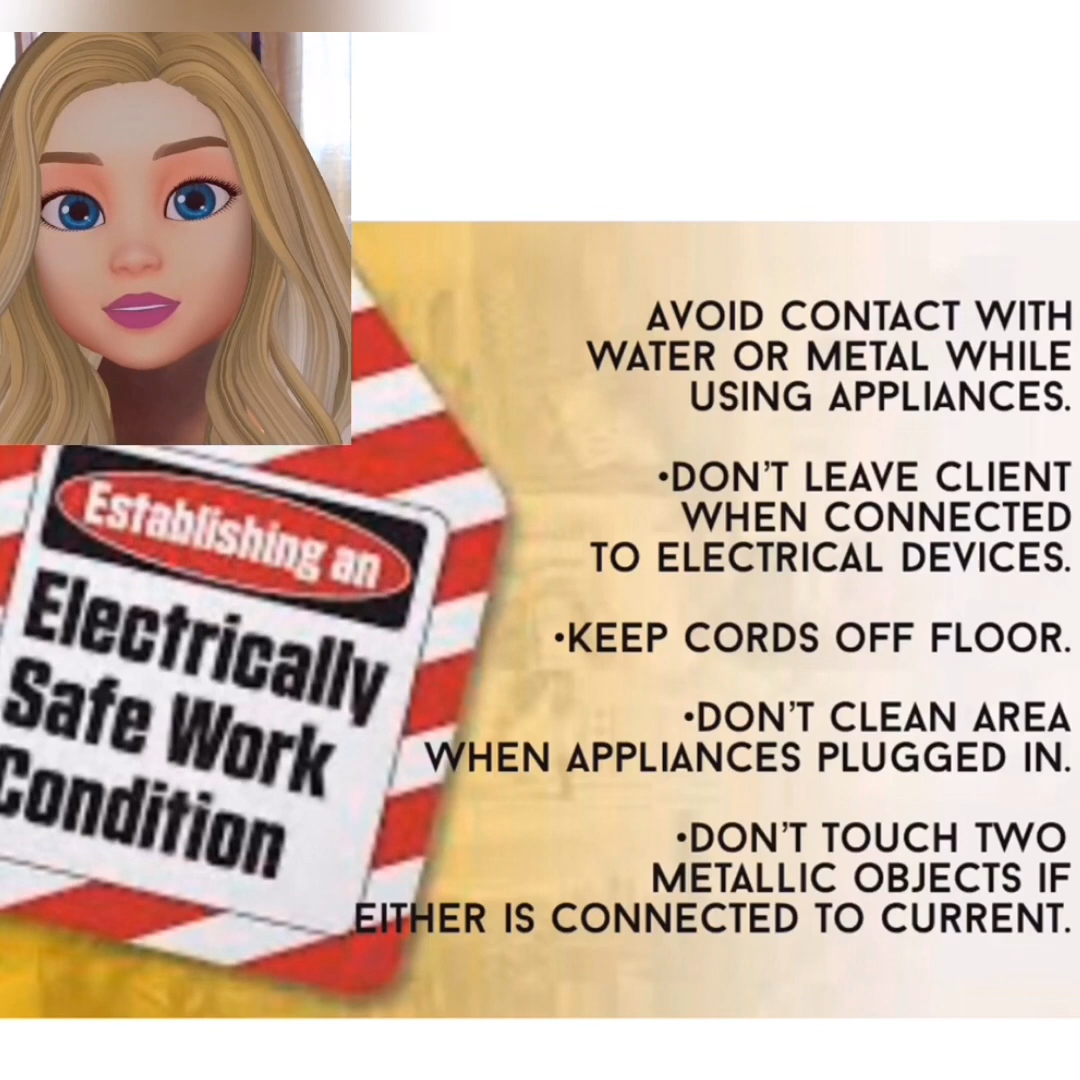 AVOID CONTACT WITH
WATER OR METAL WHILE
USING APPLIANCES.
•DON'T LEAVE CLIENT
WHEN CONNECTED
TO ELECTRICAL DEVICES.
•KEEP CORDS OFF FLOOR.
•DON'T CLEAN AREA
WHEN APPLIANCES PLUGGED IN.
•DON'T TOUCH TWO
METALLIC OBJECTS IF
EITHER IS CONNECTED TO CURRENT.
Establishing an
Electrically
Safe Work
Condition